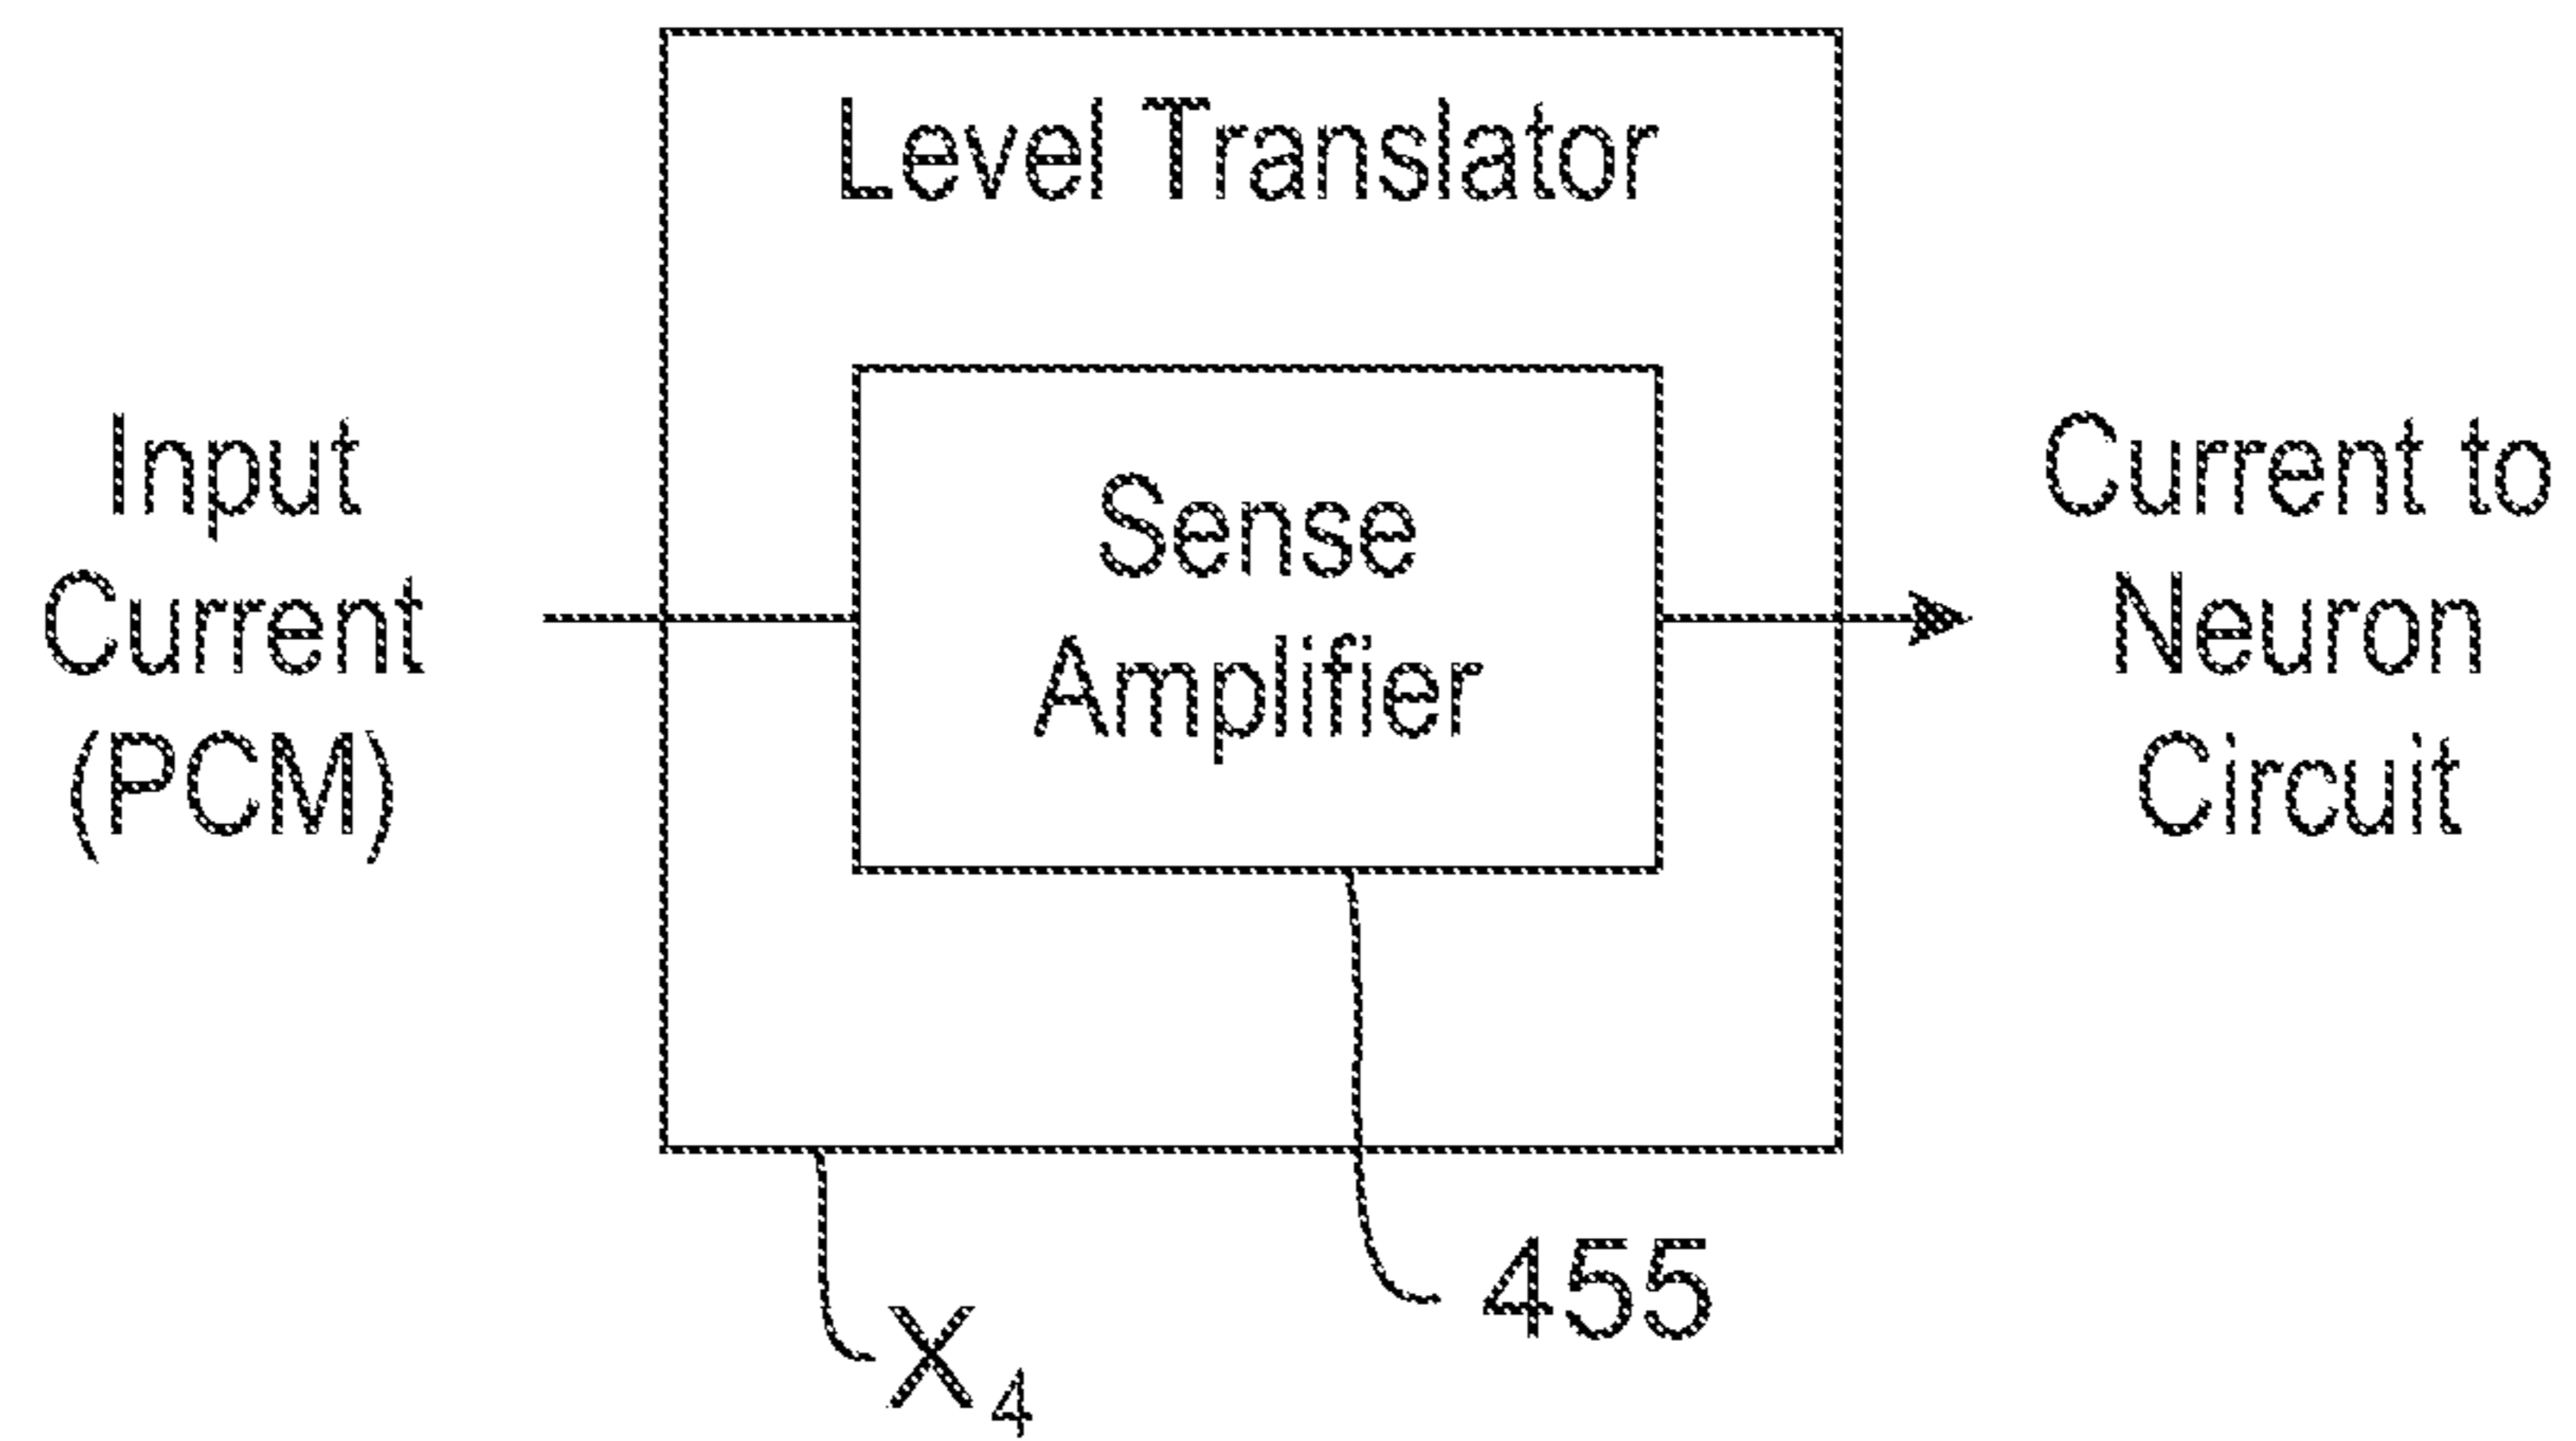 Level Translator
Input
Current
(PCM)
Sense
Amplifier
Current to
Neuron
Circuit
455
X₄